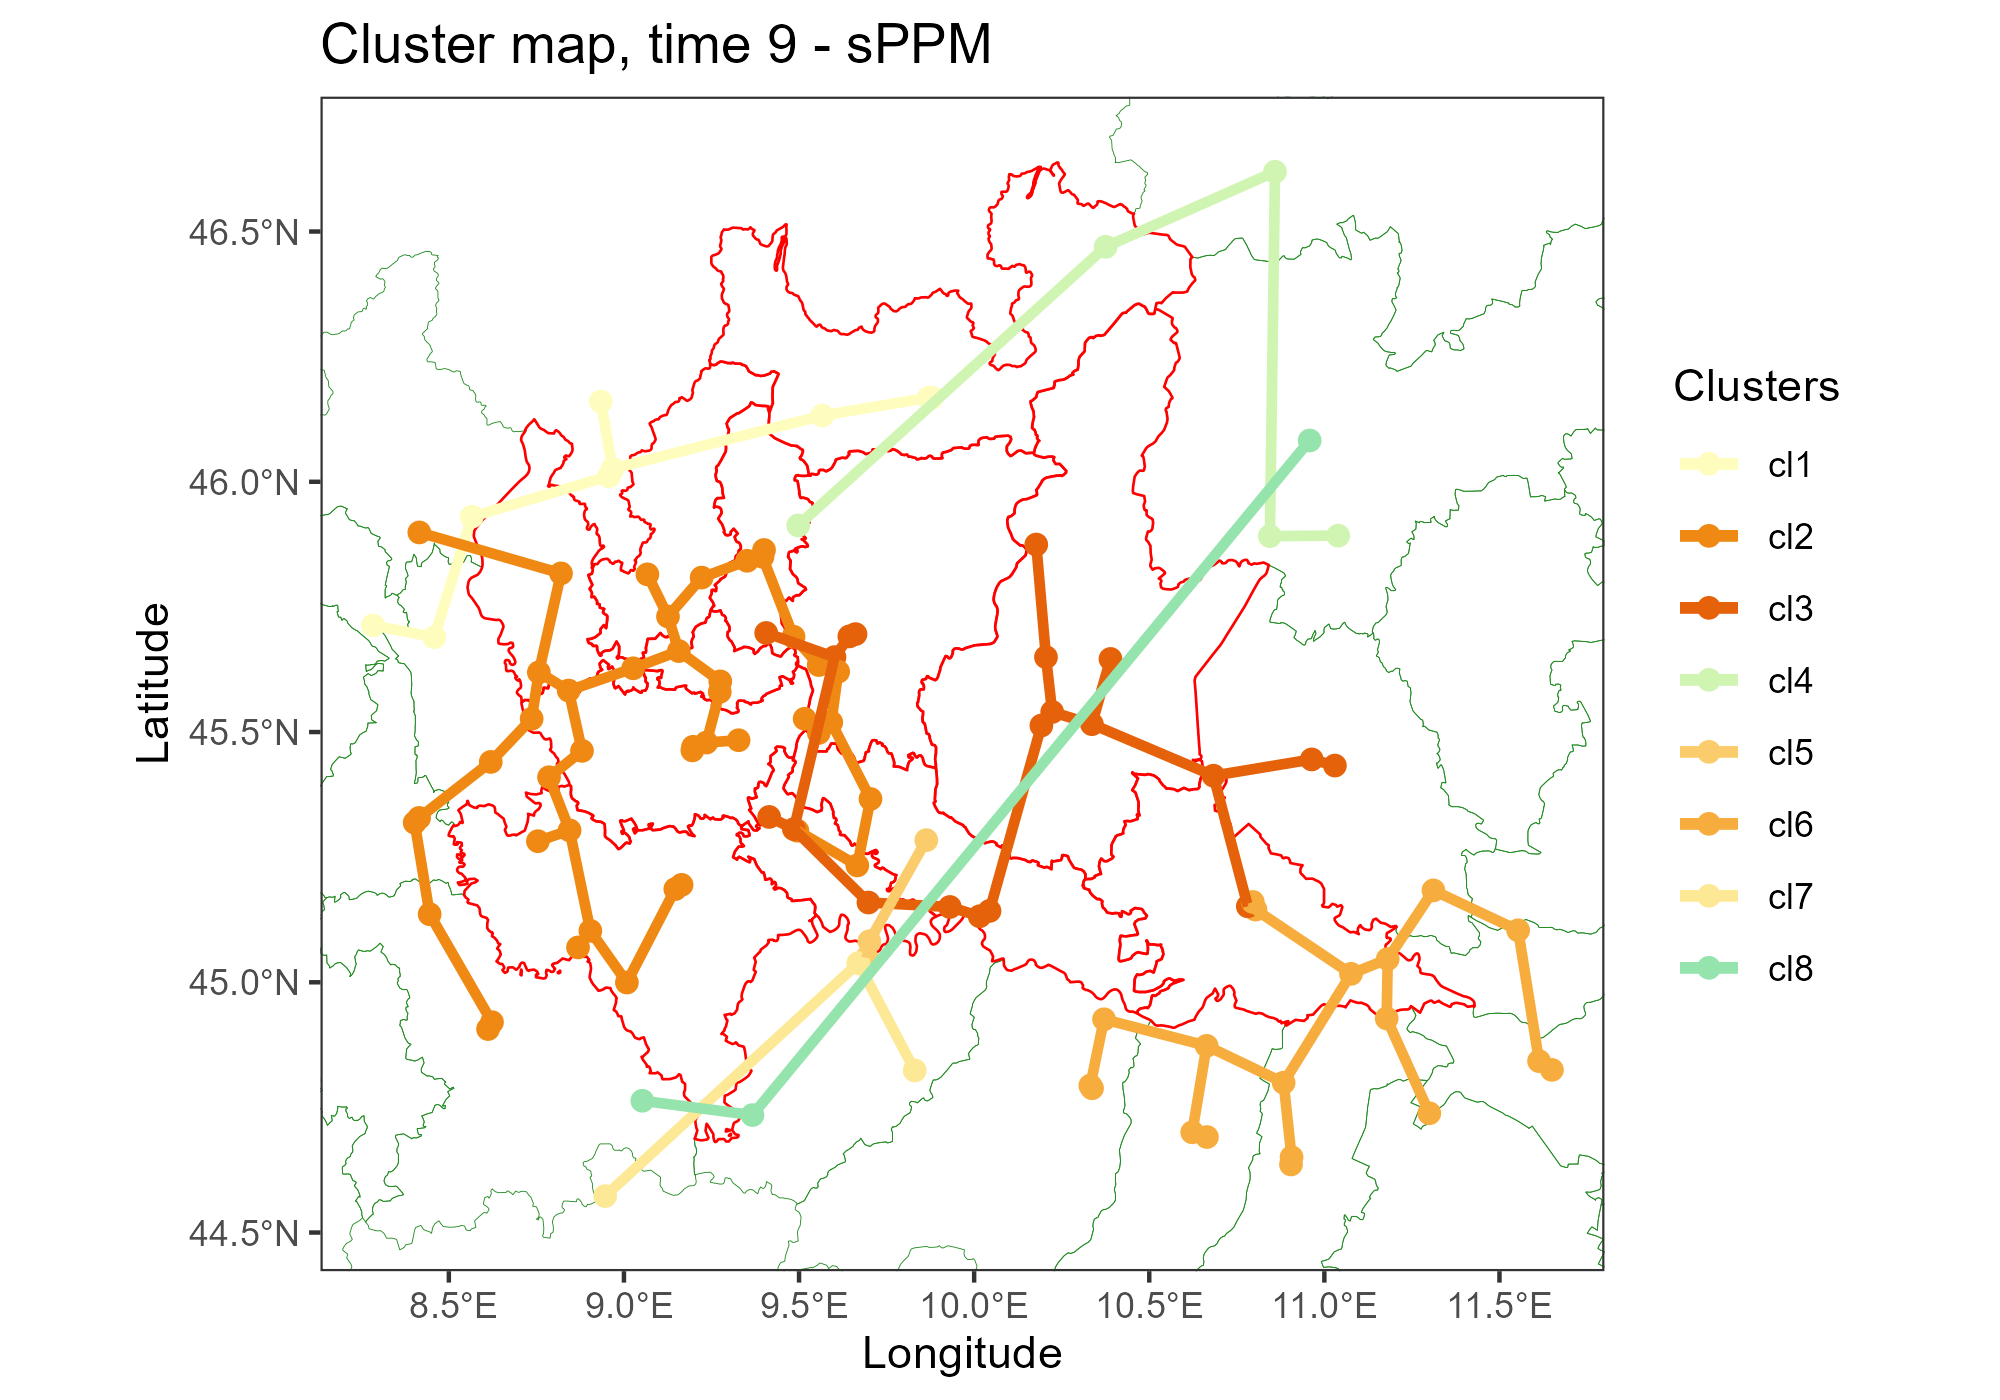 Cluster map, time 9 - sPPM
46.5°N
46.0°N
45.5°N
45.0°N
44.5°N
Latitude
8.5°E
9.0°E
9.5°E
10.0°E
10.5°E
11.0°E
11.5°E
Longitude
Clusters
cl1
cl2
cl3
cl4
cl5
cl6
cl7
cl8